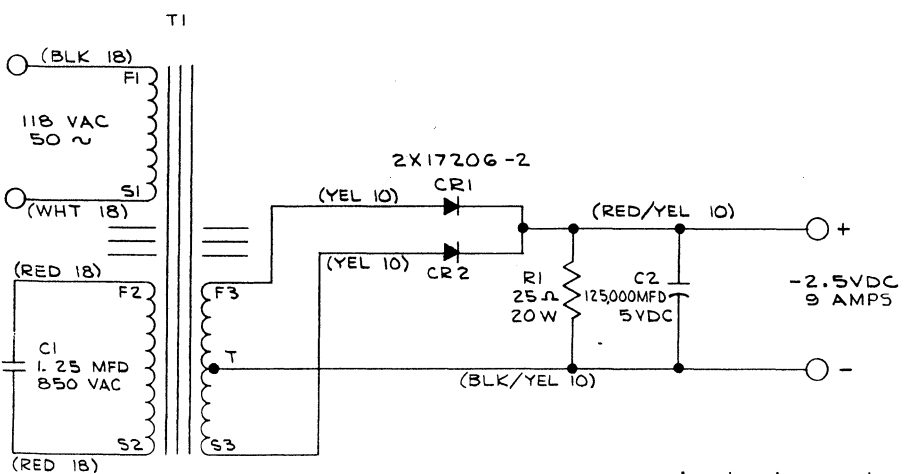 T1
(BLK 18)
F1
118 VAC
50 ~
S1
(WHT 18)
2X17206-2
CR1
(YEL 10)
(RED/YEL 10)
+
(YEL 10)
CR2
(RED 18)
F2
F3
R1
25 Ω
20 W
C2
125,000MFD
5VDC
-2.5VDC
9 AMPS
C1
1.25 MFD
850 VAC
T
(BLK/YEL 10)
-
S2
S3
(RED 18)